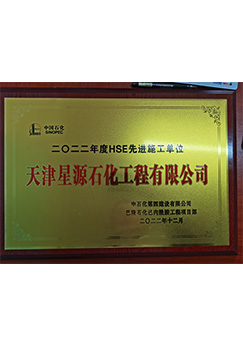 中国石化
SINOPEC
二〇二二年度HSE先进施工单位
天津星源石化工程有限公司
中石化第四建设有限公司
巴陵石化己内酰胺工程项目部
二〇二二年十二月